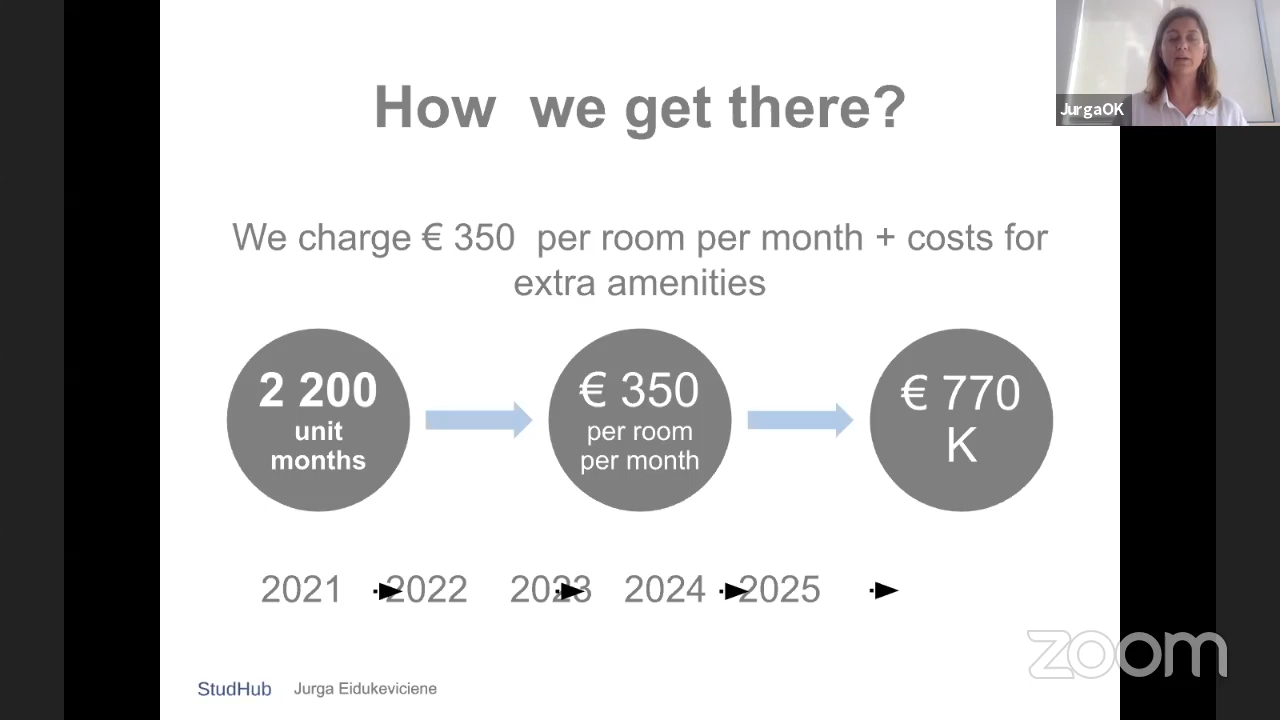 How we get there?
JurgaOK
We charge € 350 per room per month + costs for
extra amenities
2 200
unit
months
€ 350
per room
per month
€ 770
K
2021 2022 2023 2024 2025
zoom
StudHub Jurga Eidukeviciene